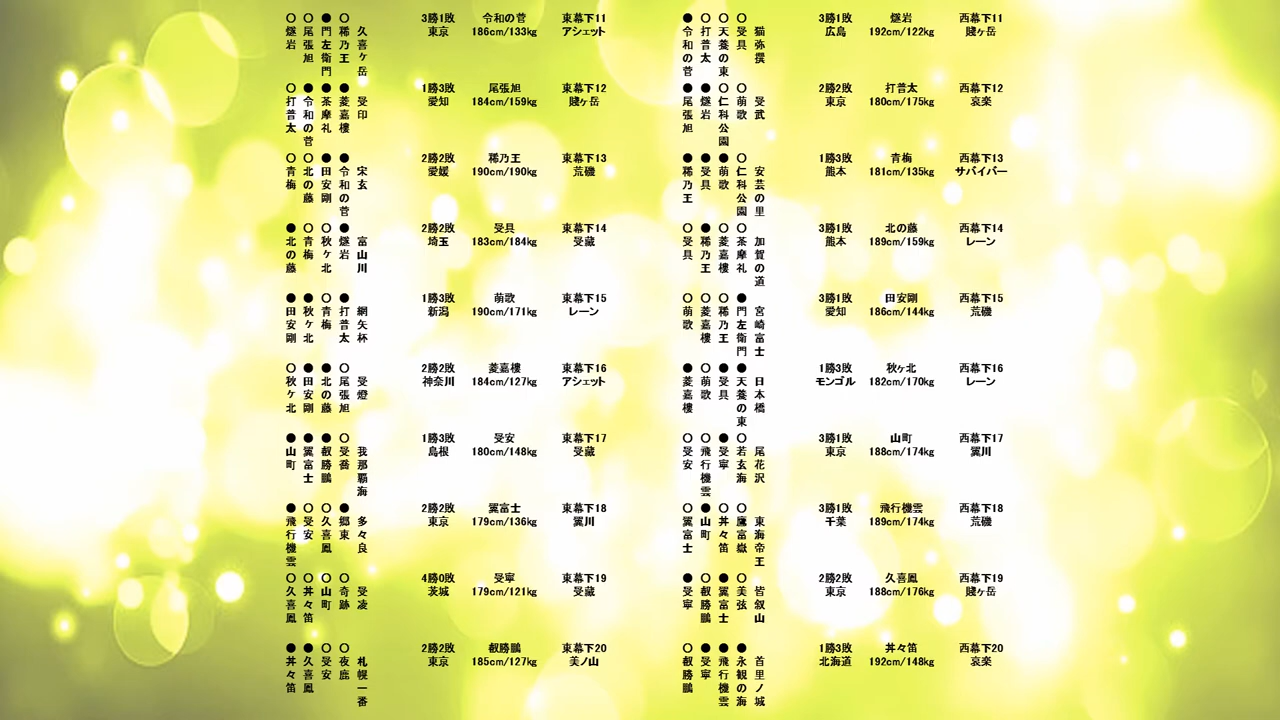 ○燧岩 ○尾張旭 ●門左衛門 ○稀乃王 久喜ヶ岳 3勝1敗 東京 令和の菅 186cm/133kg 東幕下11 アシェット
●令和の菅 ○打普太 ○天養の東 ○受具 猫弥撰 3勝1敗 広島 燧岩 192cm/122kg 西幕下11 賤ヶ岳
○打普太 ●令和の菅 ●茶摩礼 ●菱嘉樓 受印 1勝3敗 愛知 尾張旭 184cm/159kg 東幕下12 賤ヶ岳
●尾張旭 ●燧岩 ○仁科公園 ○萌歌 受武 2勝2敗 東京 打普太 180cm/175kg 西幕下12 哀楽
○青梅 ○北の藤 ●田安剛 ●令和の菅 宋玄 2勝2敗 愛媛 稀乃王 190cm/190kg 東幕下13 荒磯
●稀乃王 ●受具 ●萌歌 ○仁科公園 安芸の里 1勝3敗 熊本 青梅 181cm/135kg 西幕下13 サバイバー
●北の藤 ○青梅 ○秋ヶ北 ●燧岩 富山川 2勝2敗 埼玉 受具 183cm/184kg 東幕下14 受蔵
○受具 ●稀乃王 ○菱嘉樓 ○茶摩礼 加賀の道 3勝1敗 熊本 北の藤 189cm/159kg 西幕下14 レーン
●田安剛 ●秋ヶ北 ○青梅 ●打普太 網矢杯 1勝3敗 新潟 萌歌 190cm/171kg 東幕下15 レーン
○萌歌 ○菱嘉樓 ○稀乃王 ●門左衛門 宮崎富士 3勝1敗 愛知 田安剛 186cm/144kg 西幕下15 荒磯
○秋ヶ北 ●田安剛 ●北の藤 ○尾張旭 受燈 2勝2敗 神奈川 菱嘉樓 184cm/127kg 東幕下16 アシェット
●菱嘉樓 ○萌歌 ●受具 ●天養の東 日本橋 1勝3敗 モンゴル 秋ヶ北 182cm/170kg 西幕下16 レーン
●山町 ●翼富士 ●叡勝鵬 ○受喬 我那覇海 1勝3敗 島根 受安 180cm/148kg 東幕下17 受蔵
○受安 ○飛行機雲 ●受寧 ○若玄海 尾花沢 3勝1敗 東京 山町 188cm/174kg 西幕下17 翼川
●飛行機雲 ○受安 ○久喜鳳 ●郷東 多々良 2勝2敗 東京 翼富士 179cm/136kg 東幕下18 翼川
○翼富士 ●山町 ○丼々笛 ○鷹富嶽 東海帝王 3勝1敗 千葉 飛行機雲 189cm/174kg 西幕下18 荒磯
○久喜鳳 ○丼々笛 ○山町 ○奇跡 受凌 4勝0敗 茨城 受寧 179cm/121kg 東幕下19 受蔵
●受寧 ○叡勝鵬 ●翼富士 ○美弦 皆叙山 2勝2敗 東京 久喜鳳 188cm/176kg 西幕下19 賤ヶ岳
●丼々笛 ●久喜鳳 ○受安 ○夜鹿 札幌一番 2勝2敗 東京 叡勝鵬 185cm/127kg 東幕下20 美ノ山
○叡勝鵬 ●受寧 ●飛行機雲 ●永観の海 首里ノ城 1勝3敗 北海道 丼々笛 192cm/148kg 西幕下20 哀楽